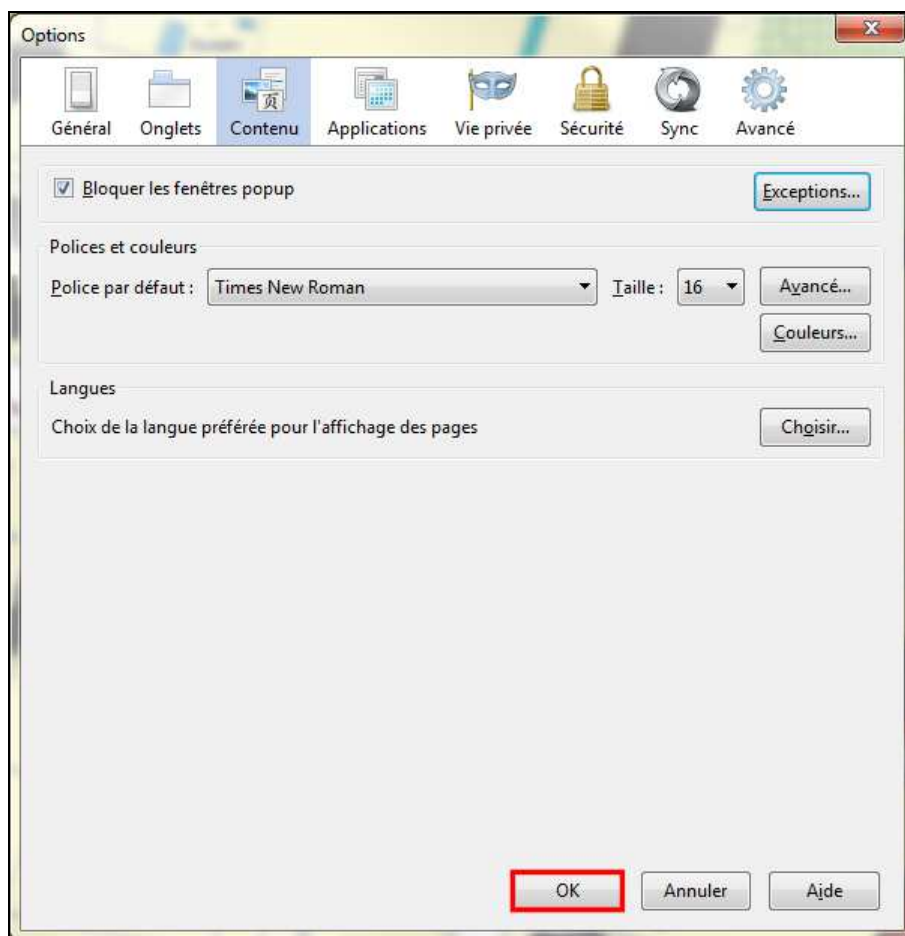 Options
Général Onglets Contenu Applications Vie privée Sécurité Sync Avancé
Bloquer les fenêtres popup Exceptions...
Polices et couleurs
Police par défaut : Times New Roman Taille : 16 Avancé...
Couleurs...
Langues
Choix de la langue préférée pour l'affichage des pages Choisir...
OK Annuler Aide